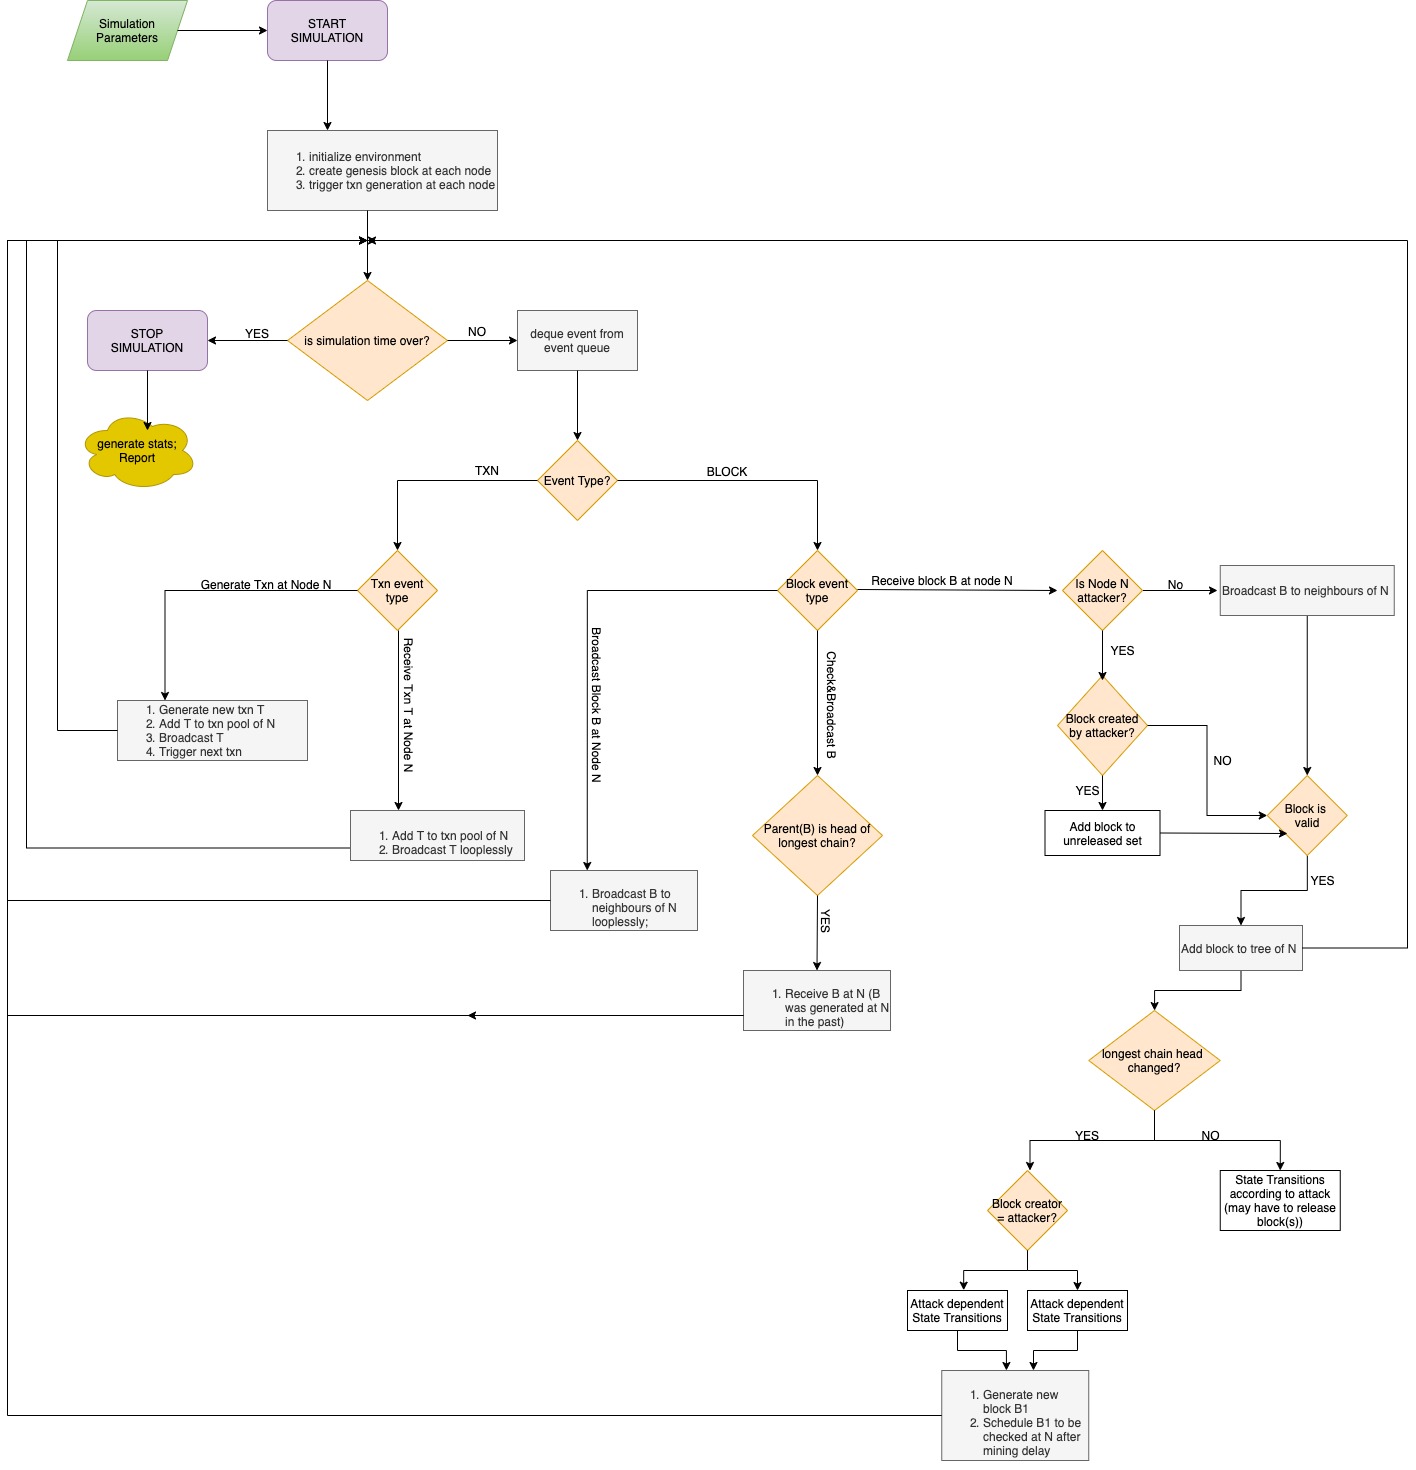 Simulation
Parameters
START
SIMULATION
1. initialize environment
2. create genesis block at each node
3. trigger txn generation at each node
STOP
SIMULATION
YES
is simulation time over?
NO
deque event from
event queue
generate stats;
Report
TXN
Event Type?
BLOCK
Generate Txn at Node N
Txn event
type
Block event
type
Receive block B at node N
Is Node N
attacker?
No
Broadcast B to neighbours of N
Receive Txn T at Node N
Broadcast Block B at Node N
Check&Broadcast B
YES
1. Generate new txn T
2. Add T to txn pool of N
3. Broadcast T
4. Trigger next txn
Block created
by attacker?
NO
YES
1. Add T to txn pool of N
2. Broadcast T looplessly
Parent(B) is head of
longest chain?
Add block to
unreleased set
Block is
valid
YES
1. Broadcast B to
neighbours of N
looplessly;
YES
Add block to tree of N
1. Receive B at N (B
was generated at N
in the past)
longest chain head
changed?
YES
NO
Block creator
= attacker?
State Transitions
according to attack
(may have to release
block(s))
Attack dependent
State Transitions
Attack dependent
State Transitions
1. Generate new
block B1
2. Schedule B1 to be
checked at N after
mining delay